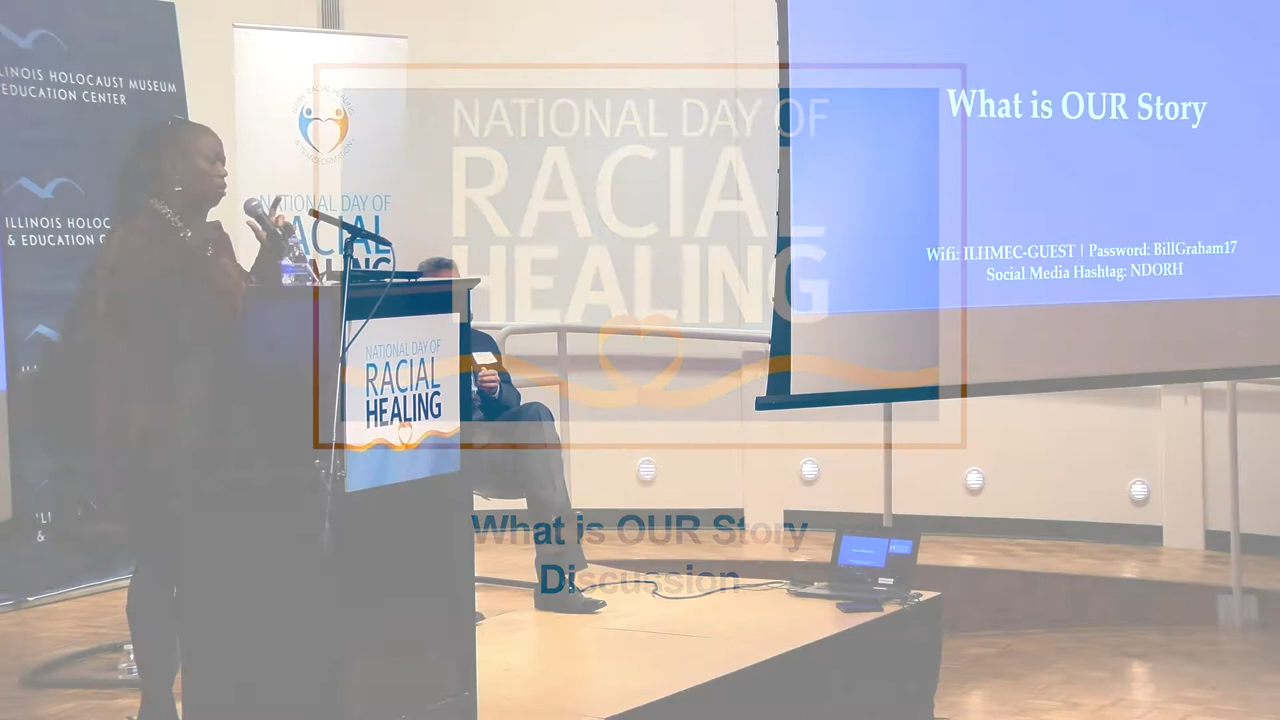 ILLINOIS HOLOCAUST MUSEUM
EDUCATION CENTER
ILLINOIS HOLOC
& EDUCATION C
NATIONAL DAY OF
RACIAL
HEALING
NATIONAL DAY OF
RACIAL
HEALING
NATIONAL DAY OF
RACIAL
HEALING
What is OUR Story
Wifi: ILHMEC-GUEST | Password: BillGraham17
Social Media Hashtag: NDORH
What is OUR Story
Discussion